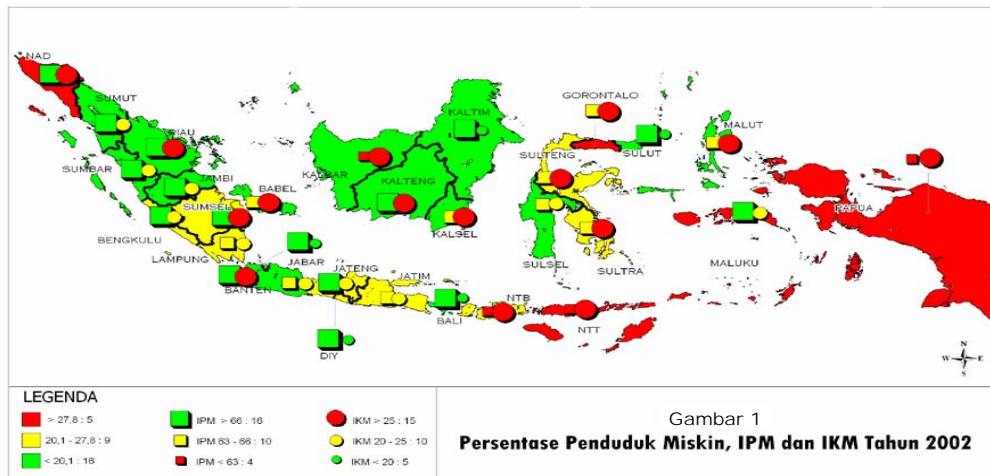 NAD
SUMUT
RIAU
SUMBAR
JAMBI
BABEL
SUMSEL
BENGKULU
LAMPUNG
BANTEN
JABAR
JATENG
JATIM
DIY
BALI
NTB
NTT
KALBAR
KALTENG
KALTIM
KALSEL
GORONTALO
SULUT
SULTENG
SULSEL
SULTRA
MALUT
MALUKU
PAPUA
N
W E
S
LEGENDA
> 27,8 : 5
20,1 - 27,8 : 9
< 20,1 : 16
IPM > 66 : 16
IPM 63 - 66 : 10
IPM < 63 : 4
IKM > 25 : 15
IKM 20 - 25 : 10
IKM < 20 : 5
Gambar 1
Persentase Penduduk Miskin, IPM dan IKM Tahun 2002